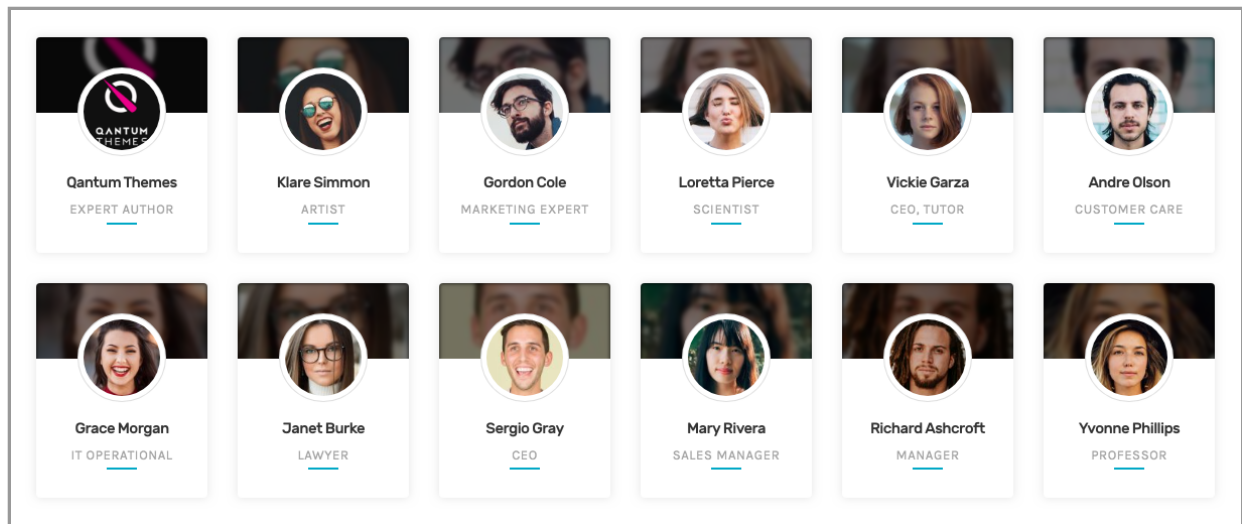 QANTUM
THEMES
Qantum Themes
EXPERT AUTHOR
Klare Simmon
ARTIST
Gordon Cole
MARKETING EXPERT
Loretta Pierce
SCIENTIST
Vickie Garza
CEO, TUTOR
Andre Olson
CUSTOMER CARE
Grace Morgan
IT OPERATIONAL
Janet Burke
LAWYER
Sergio Gray
CEO
Mary Rivera
SALES MANAGER
Richard Ashcroft
MANAGER
Yvonne Phillips
PROFESSOR